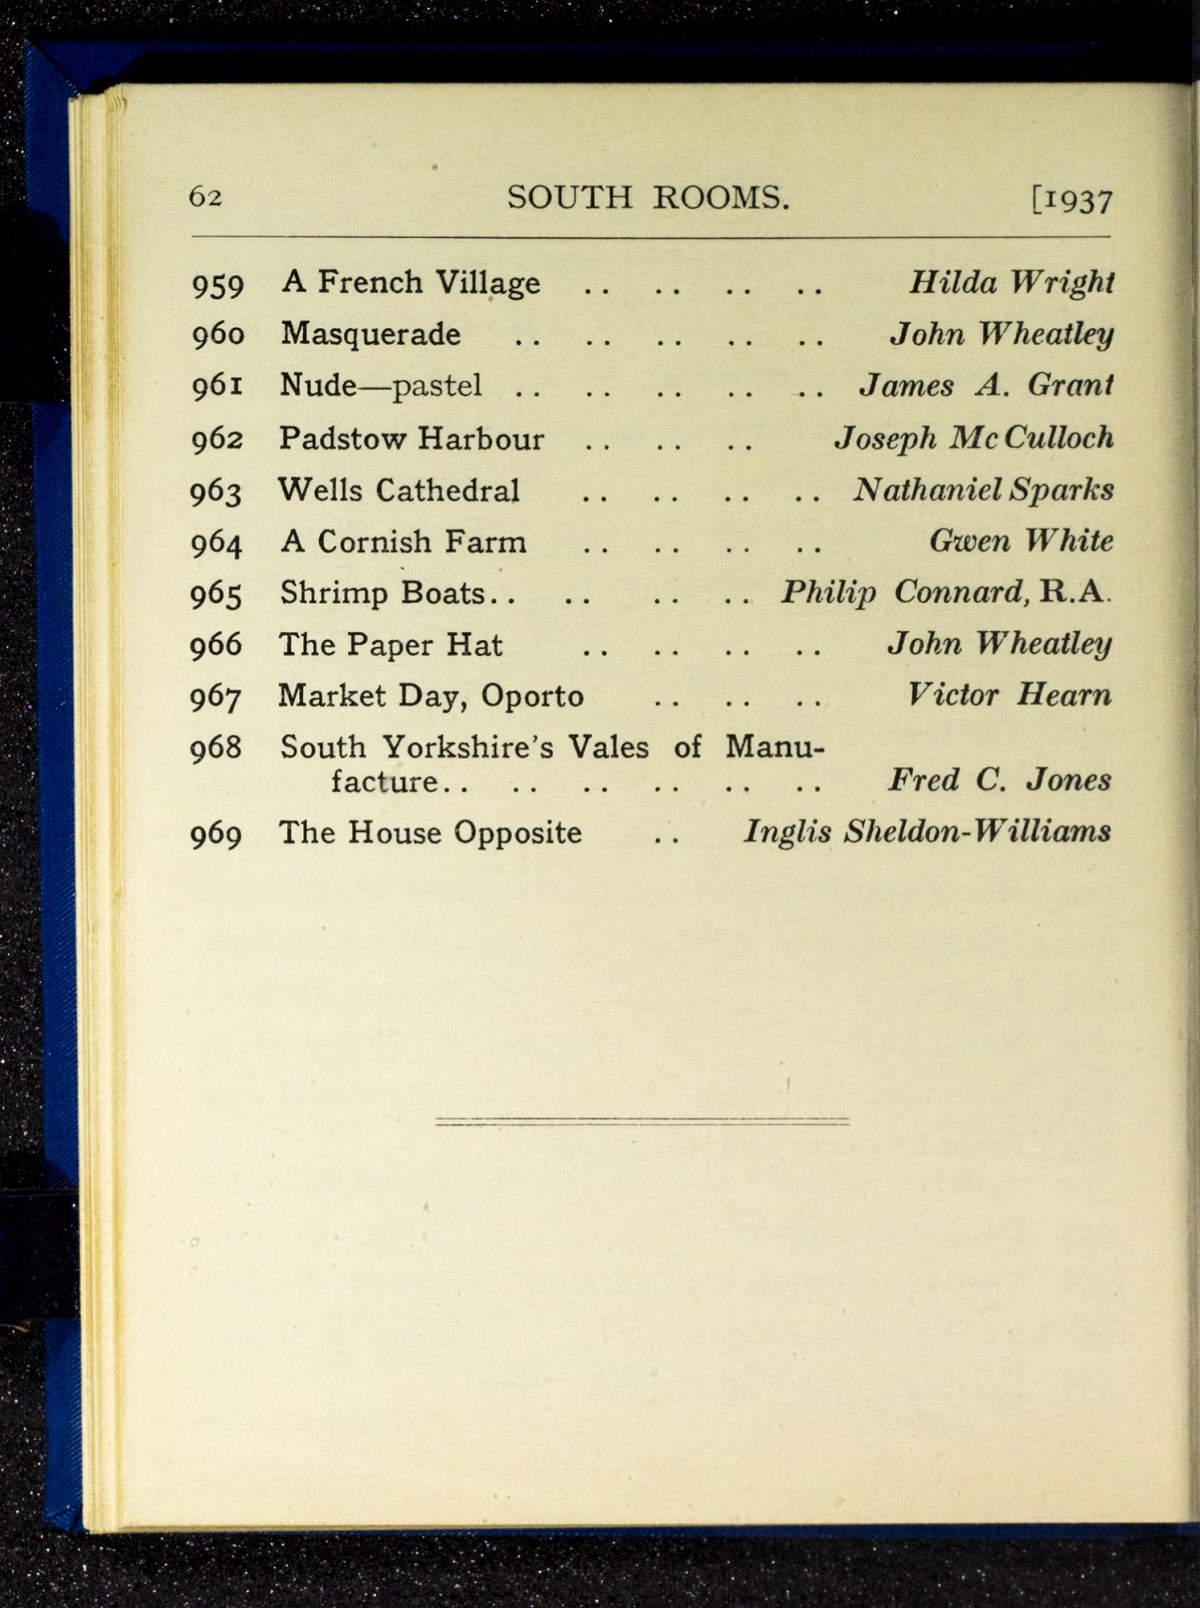 62 SOUTH ROOMS. [1937
959 A French Village .. .. .. .. Hilda Wright
960 Masquerade .. .. .. .. .. John Wheatley
961 Nude—pastel .. .. .. .. .. James A. Grant
962 Padstow Harbour .. .. .. Joseph McCulloch
963 Wells Cathedral .. .. .. .. Nathaniel Sparks
964 A Cornish Farm .. .. .. .. Gwen White
965 Shrimp Boats.. .. .. .. Philip Connard, R.A.
966 The Paper Hat .. .. .. .. John Wheatley
967 Market Day, Oporto .. .. .. Victor Hearn
968 South Yorkshire's Vales of Manu-
facture.. .. .. .. .. .. Fred C. Jones
969 The House Opposite .. Inglis Sheldon-Williams